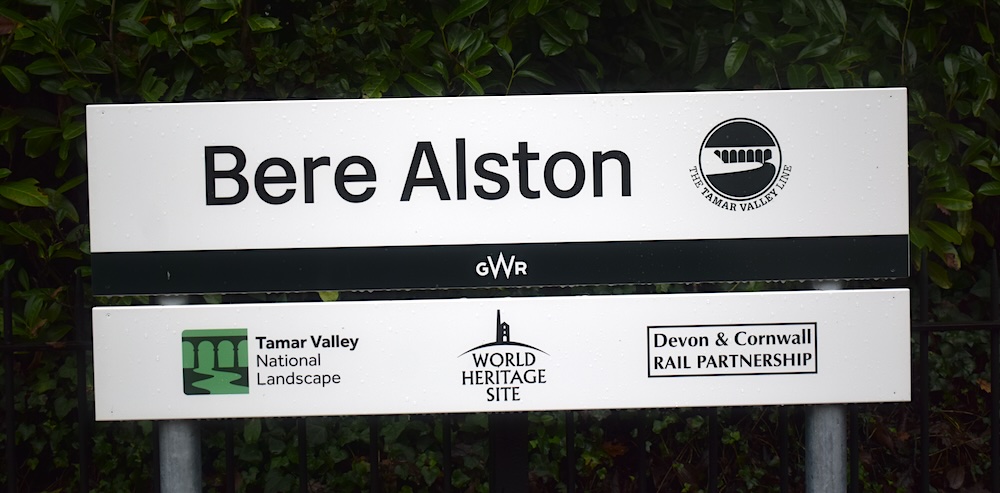 Bere Alston
THE TAMAR VALLEY LINE
GWR
Tamar Valley
National
Landscape
WORLD
HERITAGE
SITE
Devon & Cornwall
RAIL PARTNERSHIP